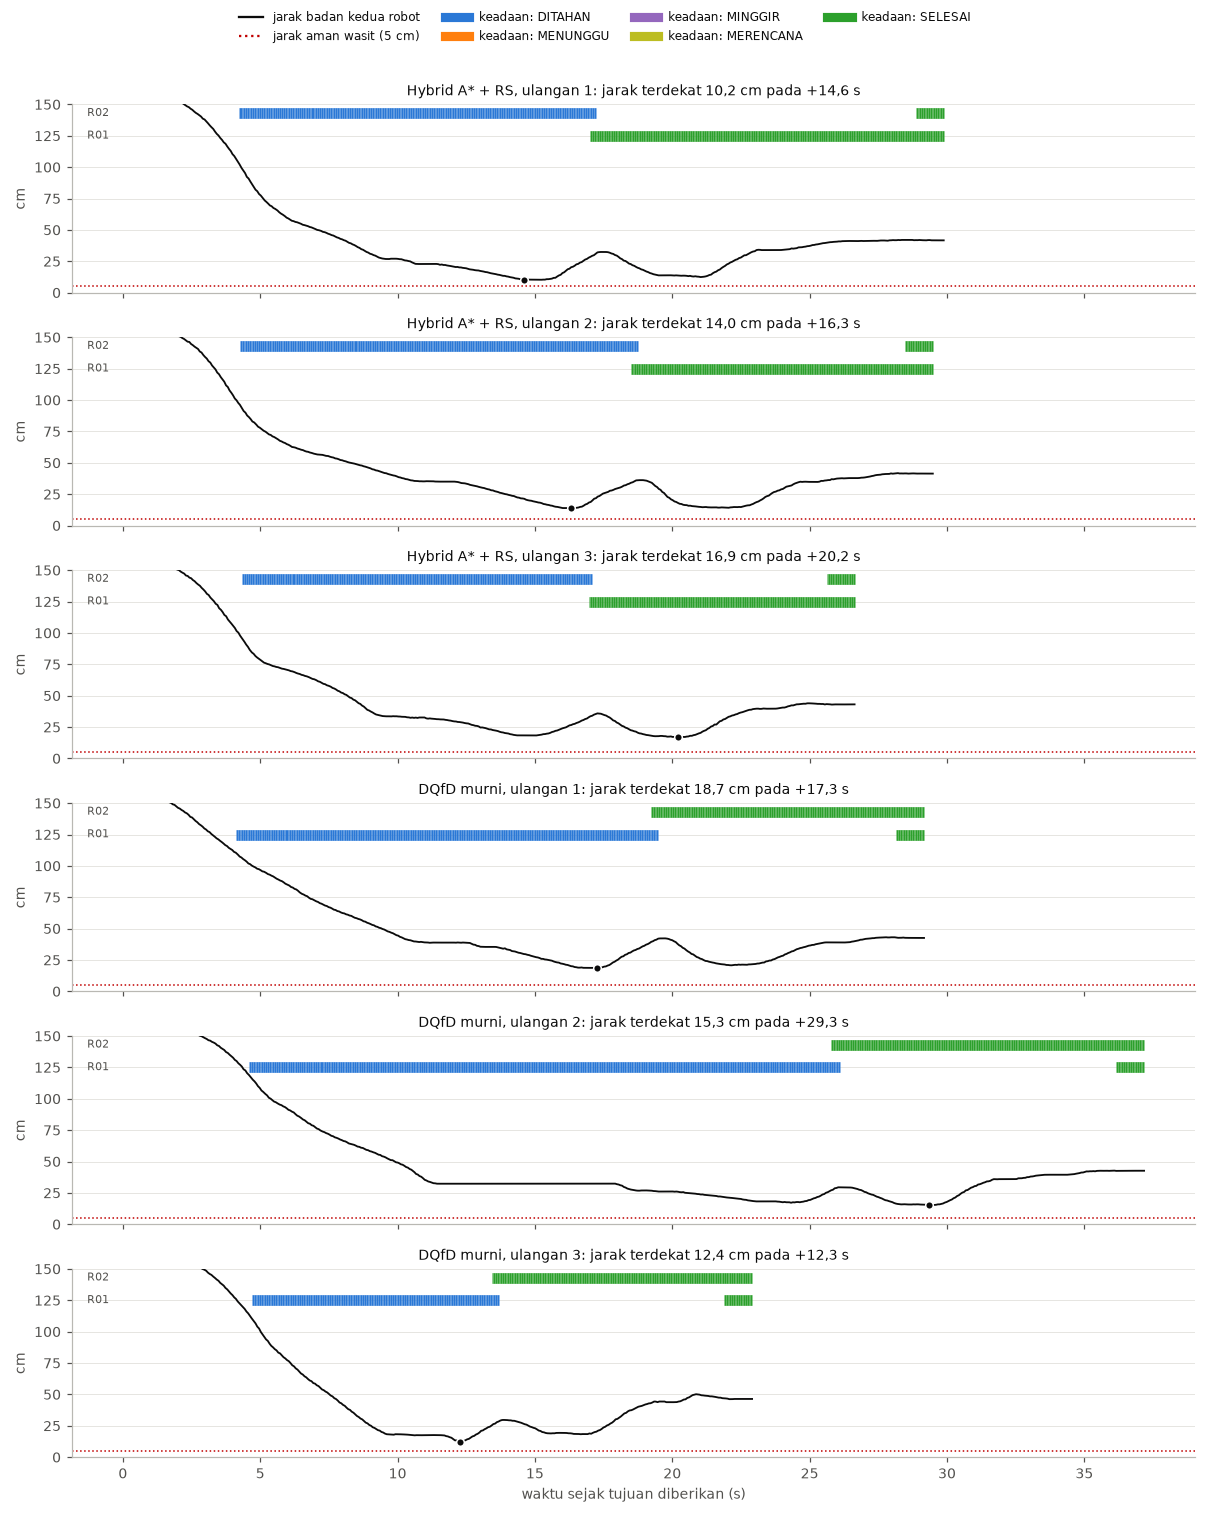 jarak badan kedua robot
jarak aman wasit (5 cm)
keadaan: DITAHAN
keadaan: MENUNGGU
keadaan: MINGGIR
keadaan: MERENCANA
keadaan: SELESAI
Hybrid A* + RS, ulangan 1: jarak terdekat 10,2 cm pada +14,6 s
150
125
100
75
50
25
0
cm
R02
R01
Hybrid A* + RS, ulangan 2: jarak terdekat 14,0 cm pada +16,3 s
150
125
100
75
50
25
0
cm
R02
R01
Hybrid A* + RS, ulangan 3: jarak terdekat 16,9 cm pada +20,2 s
150
125
100
75
50
25
0
cm
R02
R01
DQfD murni, ulangan 1: jarak terdekat 18,7 cm pada +17,3 s
150
125
100
75
50
25
0
cm
R02
R01
DQfD murni, ulangan 2: jarak terdekat 15,3 cm pada +29,3 s
150
125
100
75
50
25
0
cm
R02
R01
DQfD murni, ulangan 3: jarak terdekat 12,4 cm pada +12,3 s
150
125
100
75
50
25
0
cm
R02
R01
0 5 10 15 20 25 30 35
waktu sejak tujuan diberikan (s)